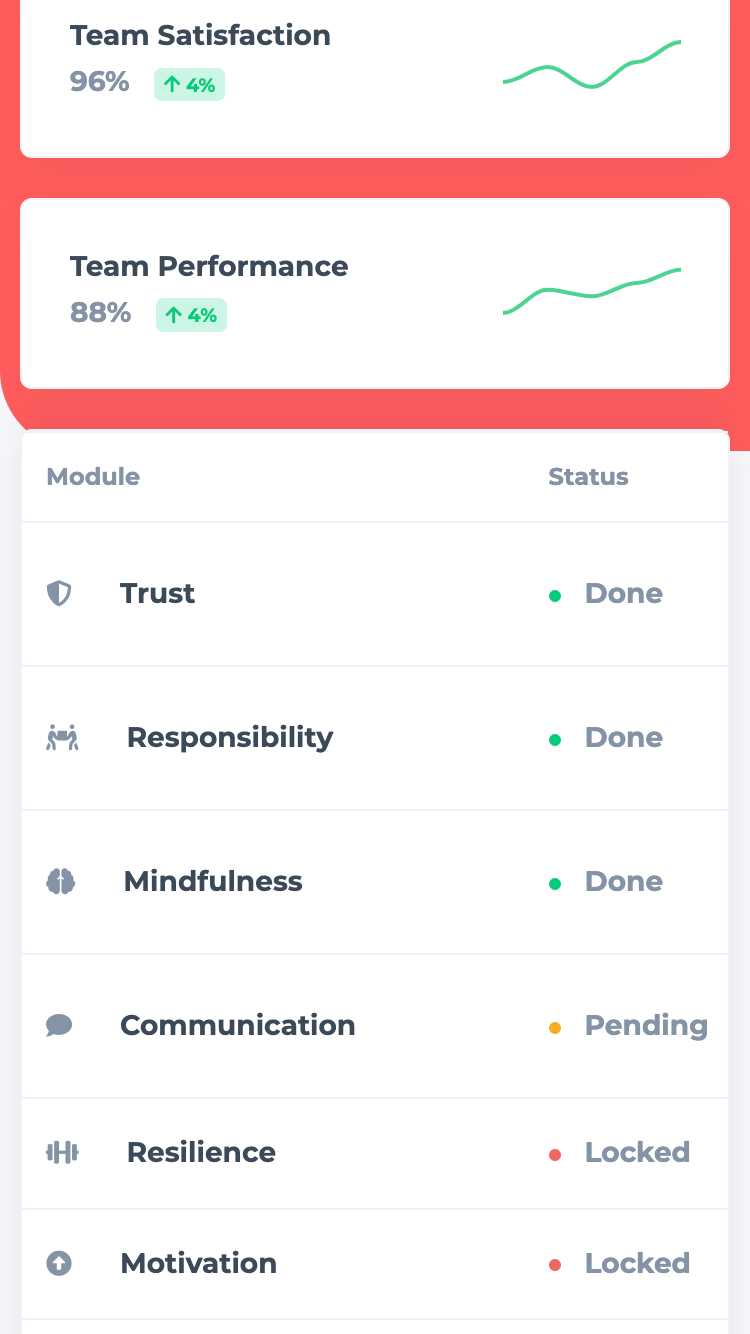 Team Satisfaction
96% ↑ 4%
Team Performance
88% ↑ 4%
Module Status
Trust Done
Responsibility Done
Mindfulness Done
Communication Pending
Resilience Locked
Motivation Locked